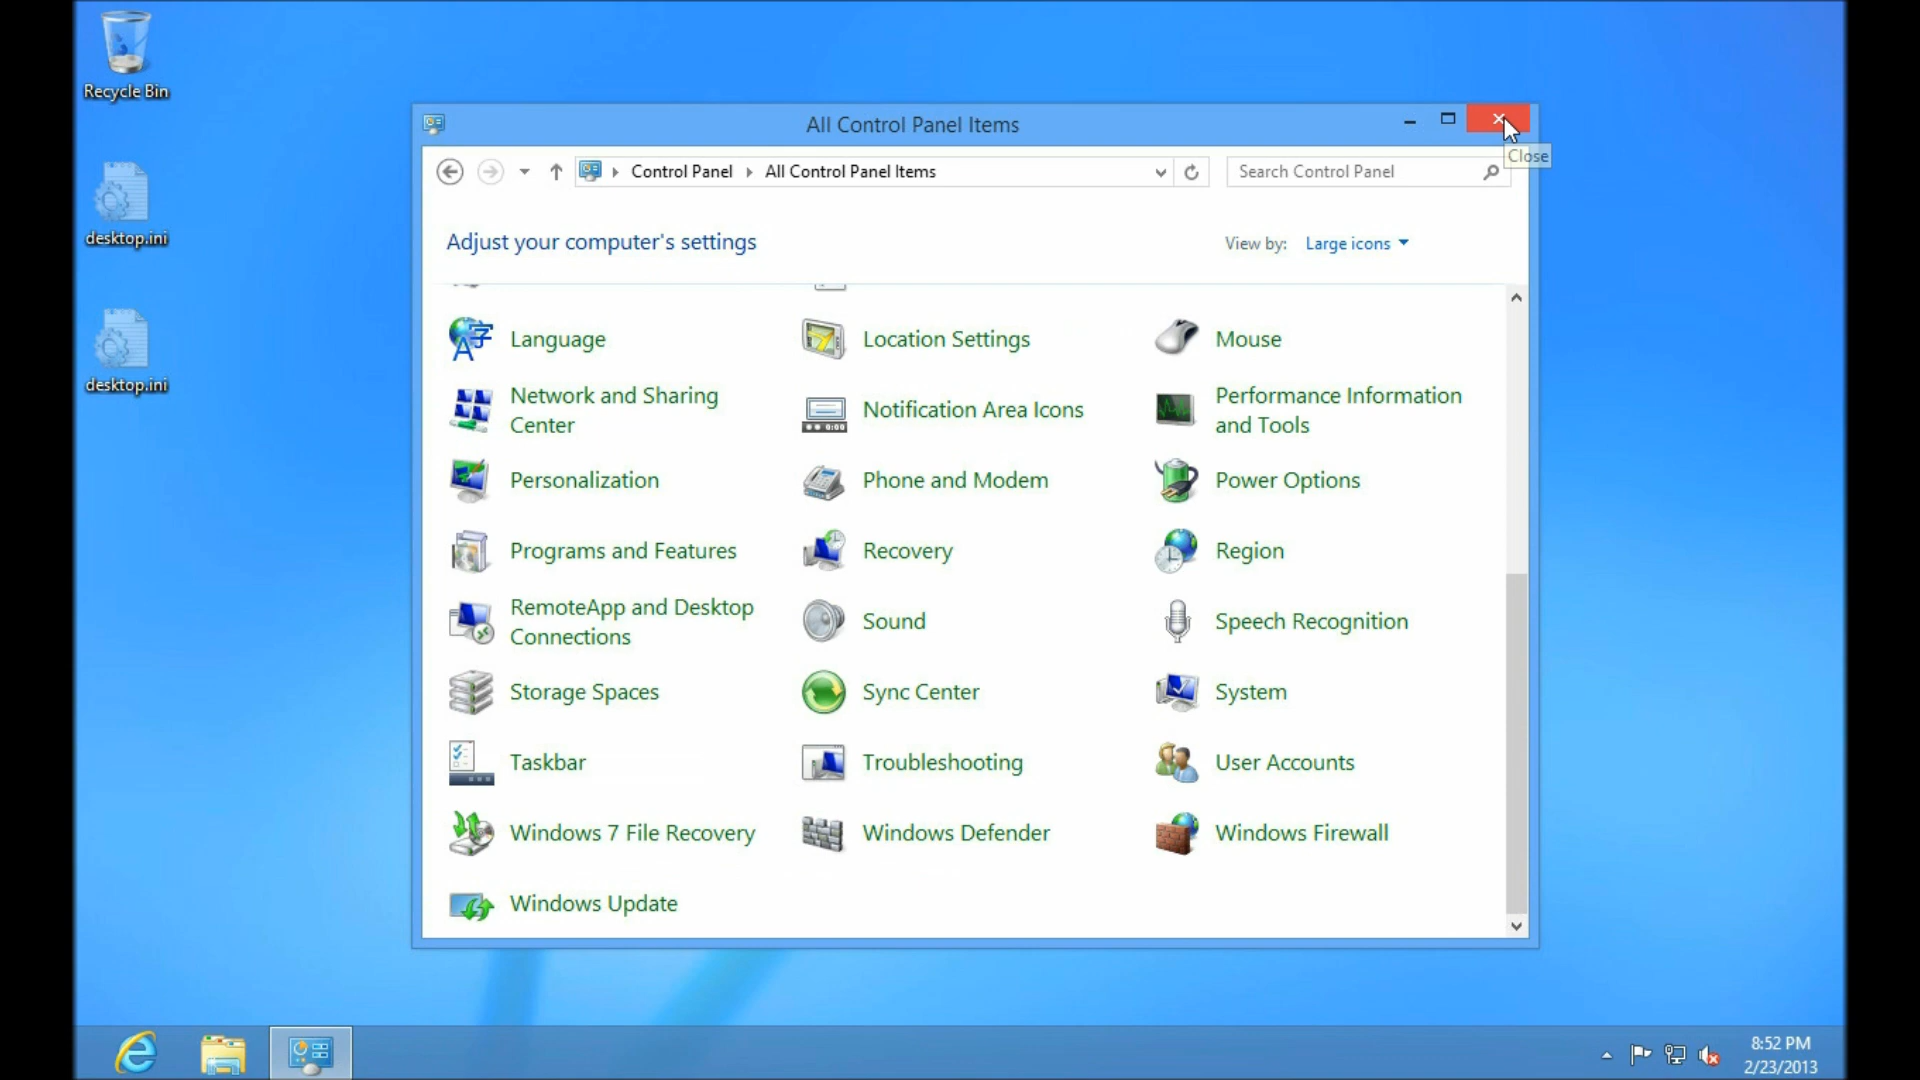 Recycle Bin
desktop.ini
desktop.ini
All Control Panel Items
Close
Control Panel
All Control Panel Items
Search Control Panel
Adjust your computer's settings
View by:
Large icons
Language
Location Settings
Mouse
Network and Sharing
Center
Notification Area Icons
Performance Information
and Tools
Personalization
Phone and Modem
Power Options
Programs and Features
Recovery
Region
RemoteApp and Desktop
Connections
Sound
Speech Recognition
Storage Spaces
Sync Center
System
Taskbar
Troubleshooting
User Accounts
Windows 7 File Recovery
Windows Defender
Windows Firewall
Windows Update
8:52 PM
2/23/2013